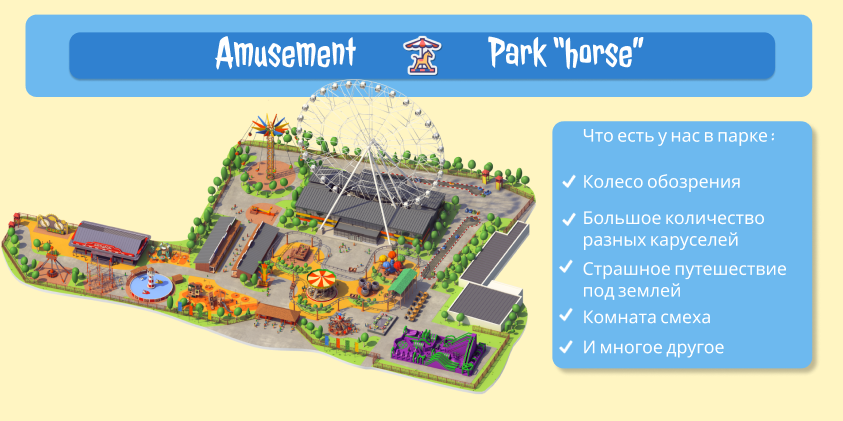 Amusement Park “horse”
Что есть у нас в парке:
Колесо обозрения
Большое количество
разных каруселей
Страшное путешествие
под землей
Комната смеха
И многое другое